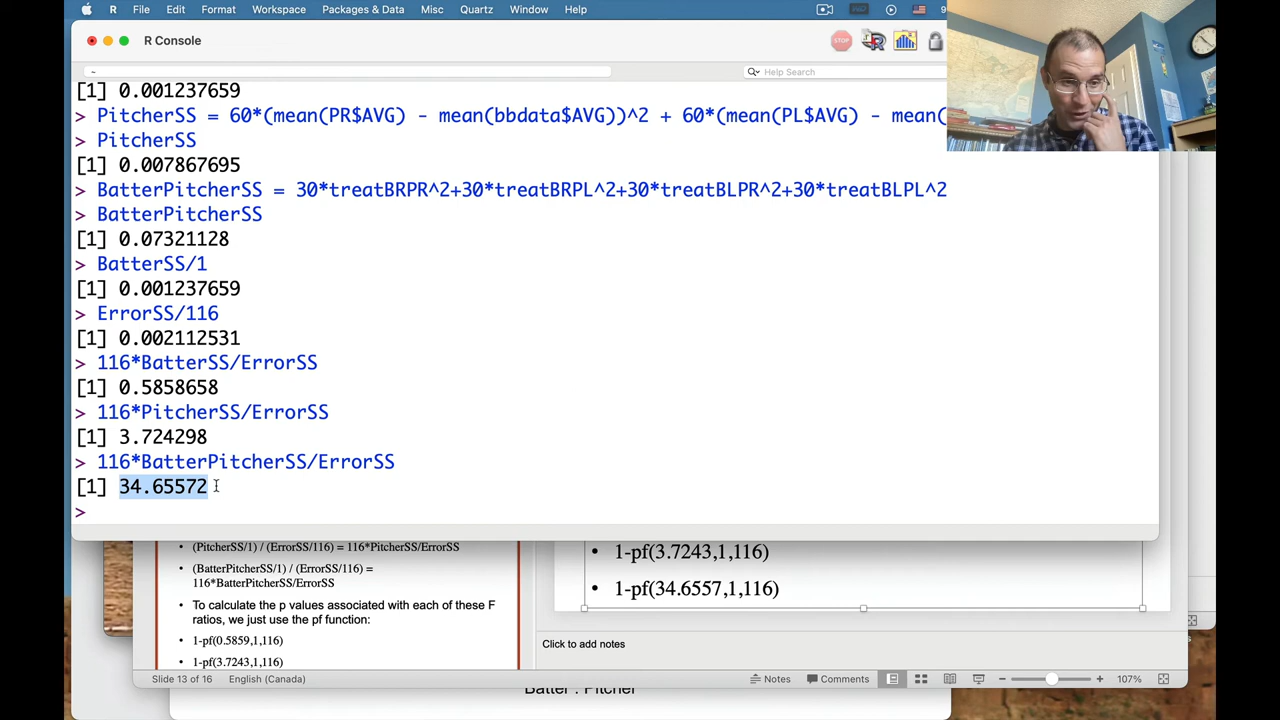 R File Edit Format Workspace Packages & Data Misc Quartz Window Help
R Console
STOP
~
Help Search
[1] 0.001237659
> PitcherSS = 60*(mean(PR$AVG) - mean(bbdata$AVG))^2 + 60*(mean(PL$AVG) - mean(
> PitcherSS
[1] 0.007867695
> BatterPitcherSS = 30*treatBRPR^2+30*treatBRPL^2+30*treatBLPR^2+30*treatBLPL^2
> BatterPitcherSS
[1] 0.07321128
> BatterSS/1
[1] 0.001237659
> ErrorSS/116
[1] 0.002112531
> 116*BatterSS/ErrorSS
[1] 0.5858658
> 116*PitcherSS/ErrorSS
[1] 3.724298
> 116*BatterPitcherSS/ErrorSS
[1] 34.65572
>
• (PitcherSS/1) / (ErrorSS/116) = 116*PitcherSS/ErrorSS
• (BatterPitcherSS/1) / (ErrorSS/116) =
116*BatterPitcherSS/ErrorSS
• To calculate the p values associated with each of these F
ratios, we just use the pf function:
• 1-pf(0.5859,1,116)
• 1-pf(3.7243,1,116)
• 1-pf(3.7243,1,116)
• 1-pf(34.6557,1,116)
Click to add notes
Slide 13 of 16 English (Canada) Notes Comments 107%
Batter : Pitcher